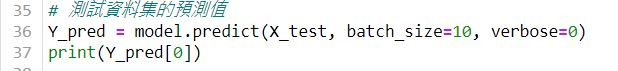 35 # 測試資料集的預測值
36 Y_pred = model.predict(X_test, batch_size=10, verbose=0)
37 print(Y_pred[0])